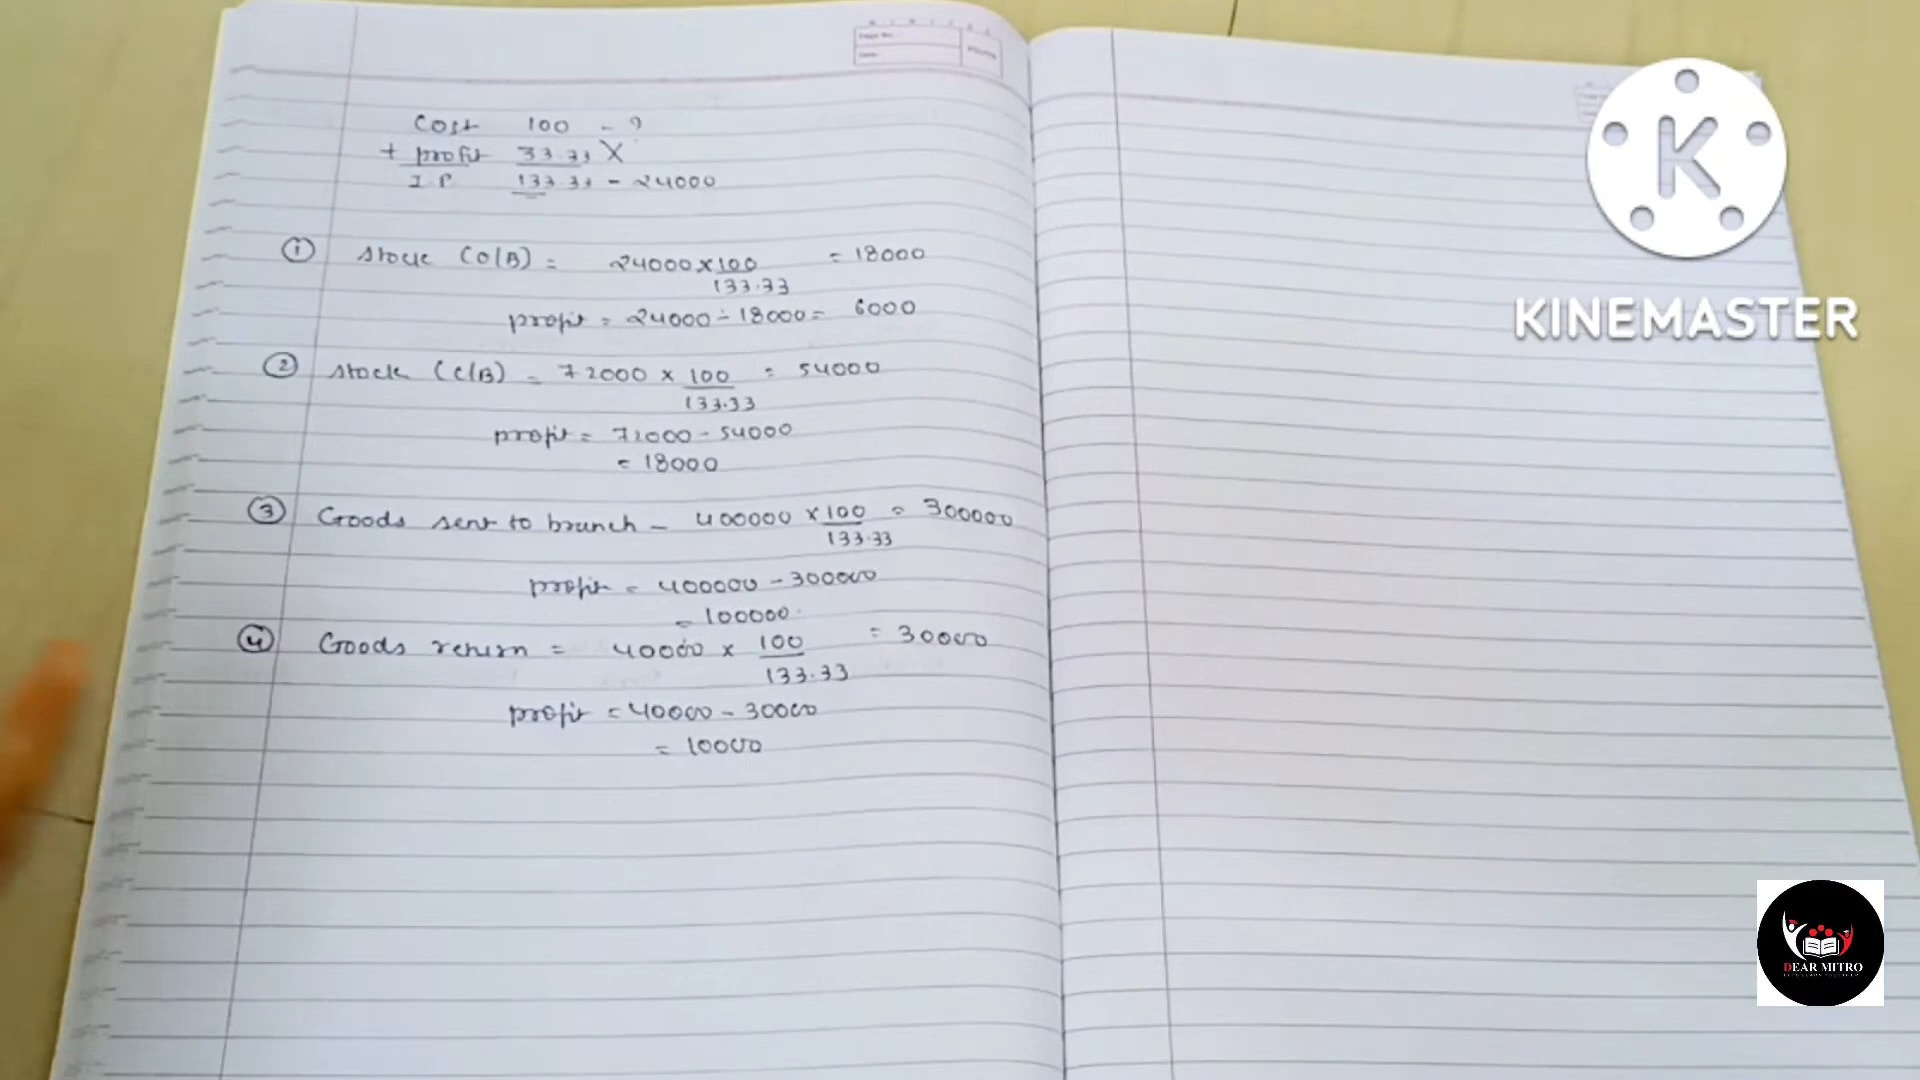 Page No.
Date
Cost 100 - ?
+ profit 33.33 X
I.P 133.33 - 24000
① stock (O/B) = 24000 × 100 = 18000
133.33
profit = 24000 - 18000 = 6000
② stock (C/B) - 72000 × 100 = 54000
133.33
profit = 72000 - 54000
= 18000
③ Goods sent to branch - 400000 × 100 = 300000
133.33
profit = 400000 - 300000
= 100000
④ Goods return = 40000 × 100 = 30000
133.33
profit = 40000 - 30000
= 10000
K
KINEMASTER
DEAR MITRO